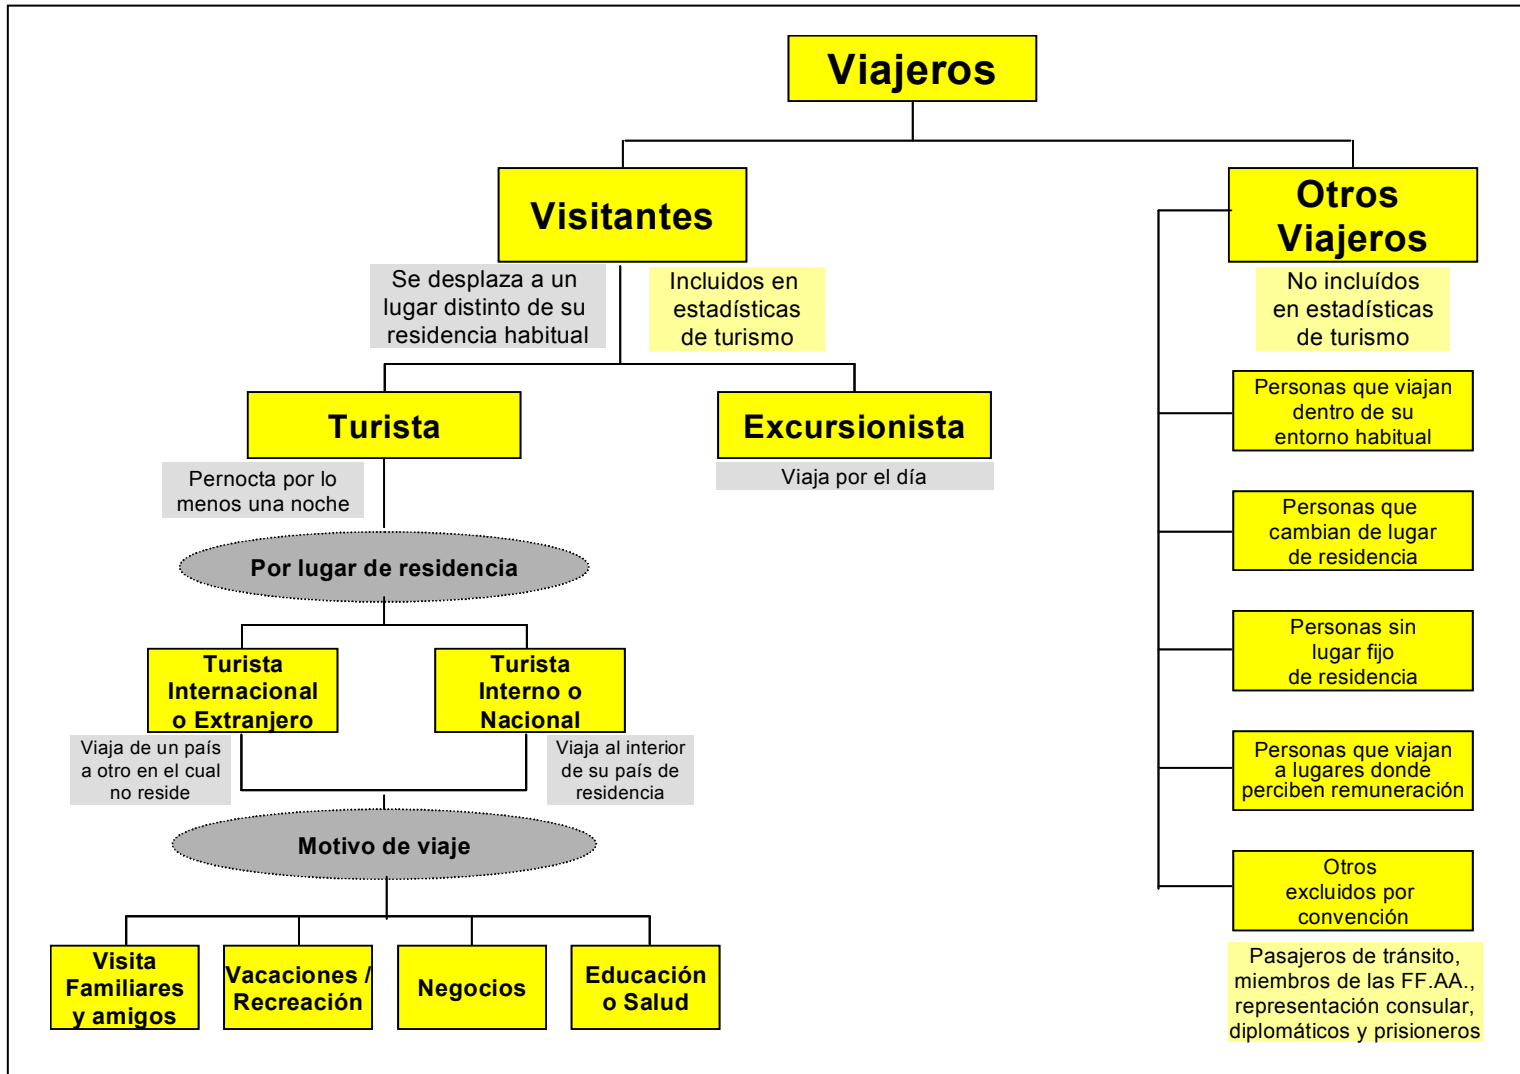 Viajeros
Visitantes
Se desplaza a un
lugar distinto de su
residencia habitual
Incluidos en
estadísticas
de turismo
Turista
Pernocta por lo
menos una noche
Excursionista
Viaja por el día
Por lugar de residencia
Turista
Internacional
o Extranjero
Viaja de un país
a otro en el cual
no reside
Turista
Interno o
Nacional
Viaja al interior
de su país de
residencia
Motivo de viaje
Visita
Familiares
y amigos
Vacaciones /
Recreación
Negocios
Educación
o Salud
Otros
Viajeros
No incluídos
en estadísticas
de turismo
Personas que viajan
dentro de su
entorno habitual
Personas que
cambian de lugar
de residencia
Personas sin
lugar fijo
de residencia
Personas que viajan
a lugares donde
perciben remuneración
Otros
excluidos por
convención
Pasajeros de tránsito,
miembros de las FF.AA.,
representación consular,
diplomáticos y prisioneros